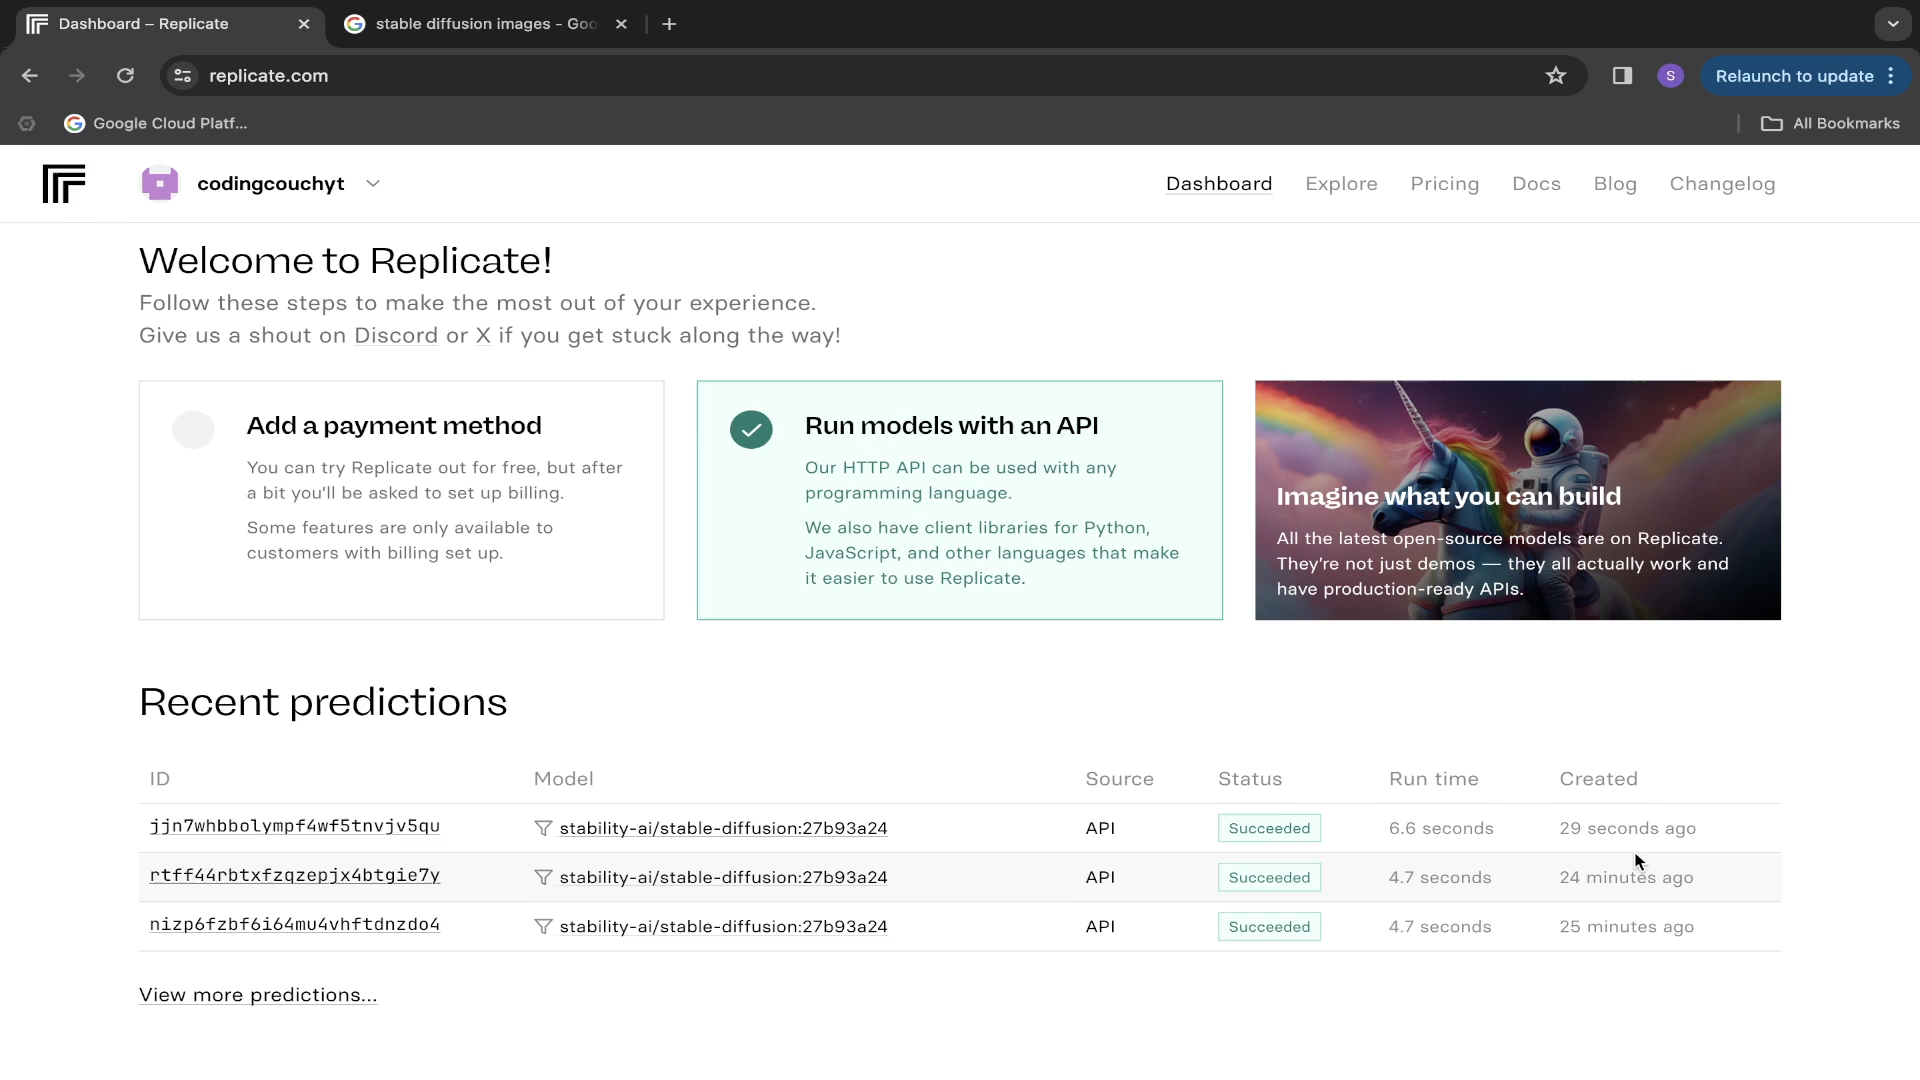 Dashboard – Replicate
stable diffusion images - Goo
replicate.com
S
Relaunch to update
Google Cloud Platf...
All Bookmarks
codingcouchyt
Dashboard
Explore
Pricing
Docs
Blog
Changelog
Welcome to Replicate!
Follow these steps to make the most out of your experience.
Give us a shout on Discord or X if you get stuck along the way!
Add a payment method
You can try Replicate out for free, but after
a bit you'll be asked to set up billing.
Some features are only available to
customers with billing set up.
Run models with an API
Our HTTP API can be used with any
programming language.
We also have client libraries for Python,
JavaScript, and other languages that make
it easier to use Replicate.
Imagine what you can build
All the latest open-source models are on Replicate.
They're not just demos — they all actually work and
have production-ready APIs.
Recent predictions
ID Model Source Status Run time Created
jjn7whbbolympf4wf5tnvjv5qu stability-ai/stable-diffusion:27b93a24 API Succeeded 6.6 seconds 29 seconds ago
rtff44rbtxfzqzepjx4btgie7y stability-ai/stable-diffusion:27b93a24 API Succeeded 4.7 seconds 24 minutes ago
nizp6fzbf6i64mu4vhftdnzdo4 stability-ai/stable-diffusion:27b93a24 API Succeeded 4.7 seconds 25 minutes ago
View more predictions...